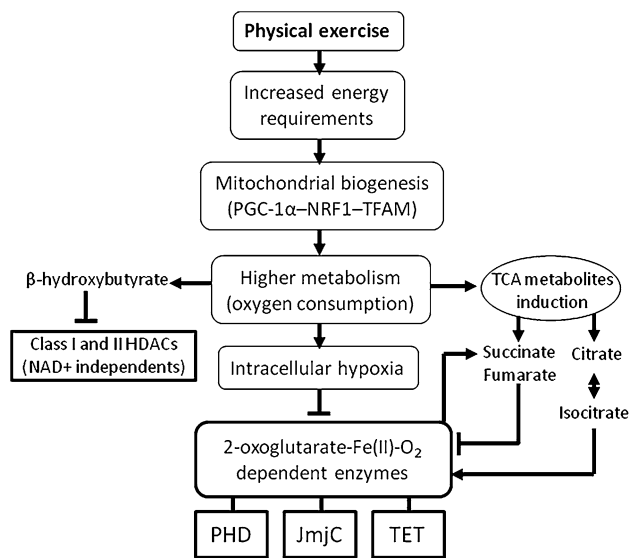 Physical exercise
Increased energy
requirements
Mitochondrial biogenesis
(PGC-1α–NRF1–TFAM)
β-hydroxybutyrate
Higher metabolism
(oxygen consumption)
TCA metabolites
induction
Class I and II HDACs
(NAD+ independents)
Intracellular hypoxia
Succinate
Fumarate
Citrate
Isocitrate
2-oxoglutarate-Fe(II)-O₂
dependent enzymes
PHD
JmjC
TET